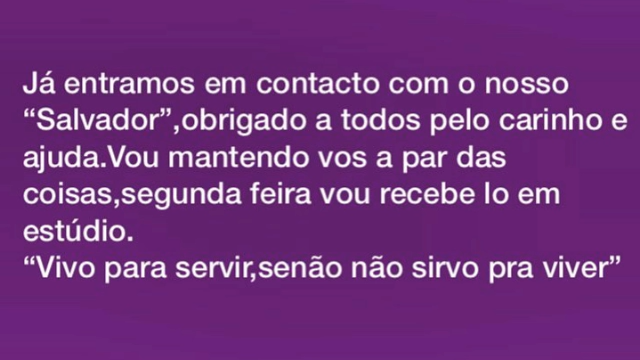 Já entramos em contacto com o nosso
“Salvador”,obrigado a todos pelo carinho e
ajuda.Vou mantendo vos a par das
coisas,segunda feira vou recebe lo em
estúdio.
“Vivo para servir,senão não sirvo pra viver”